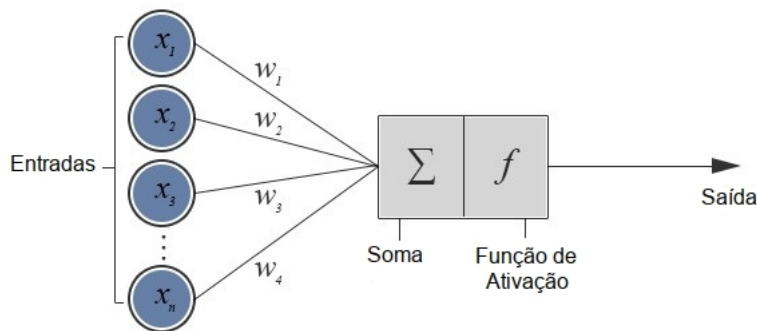 x₁
w₁
x₂
w₂
Entradas
x₃
w₃
Σ
f
Saída
xₙ
w₄
Soma
Função de
Ativação